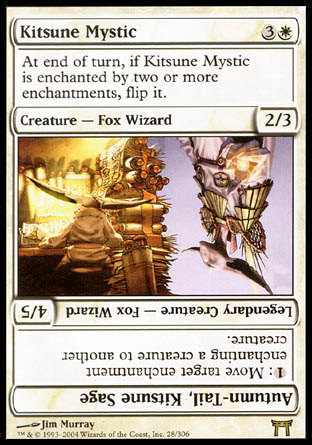 Kitsune Mystic 3
At end of turn, if Kitsune Mystic
is enchanted by two or more
enchantments, flip it.
Creature — Fox Wizard
2/3
Autumn-Tail, Kitsune Sage
1: Move target enchantment
enchanting a creature to another
creature.
Legendary Creature — Fox Wizard
4/5
Jim Murray
™ & © 1993–2004 Wizards of the Coast, Inc. 28/306